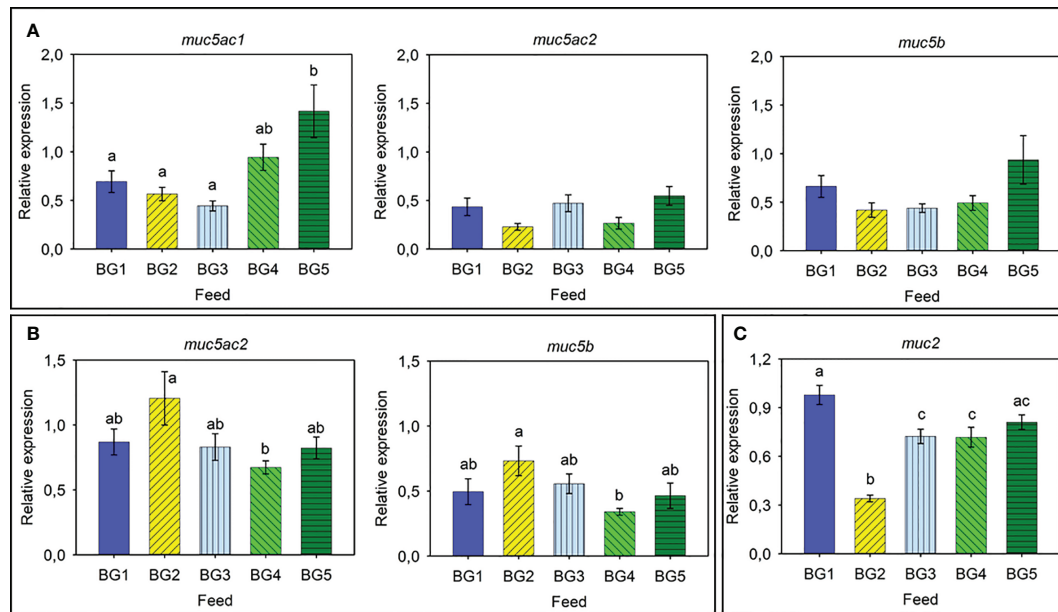 A
muc5ac1
muc5ac2
muc5b
Relative expression
2,0
1,5
1,0
0,5
0,0
a
a
a
ab
b
BG1 BG2 BG3 BG4 BG5
Feed
Relative expression
2,0
1,5
1,0
0,5
0,0
BG1 BG2 BG3 BG4 BG5
Feed
Relative expression
2,0
1,5
1,0
0,5
0,0
BG1 BG2 BG3 BG4 BG5
Feed
B
muc5ac2
Relative expression
1,5
1,0
0,5
0,0
ab
a
ab
b
ab
BG1 BG2 BG3 BG4 BG5
Feed
muc5b
Relative expression
1,5
1,0
0,5
0,0
ab
a
ab
b
ab
BG1 BG2 BG3 BG4 BG5
Feed
C
muc2
Relative expression
1,2
0,9
0,6
0,3
0,0
a
b
c
c
ac
BG1 BG2 BG3 BG4 BG5
Feed